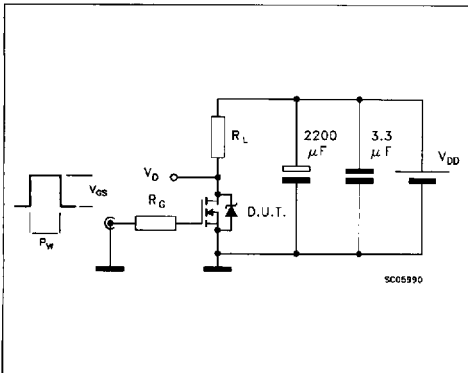 R_L
2200 µF
3.3 µF
V_DD
V_D
V_GS
R_G
D.U.T.
P_W
SC05990